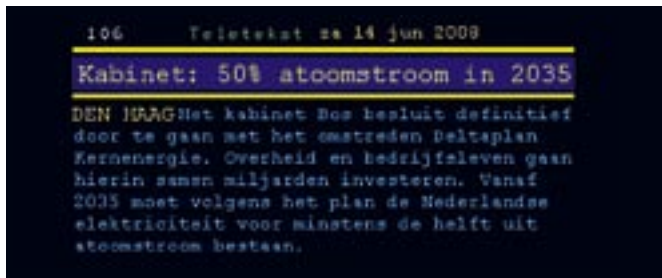 106 Teletekst za 14 jun 2008
Kabinet: 50% atoomstroom in 2035
DEN HAAG Het kabinet Bos besluit definitief
door te gaan met het omstreden Deltaplan
Kernenergie. Overheid en bedrijfsleven gaan
hierin samen miljarden investeren. Vanaf
2035 moet volgens het plan de Nederlandse
elektriciteit voor minstens de helft uit
atoomstroom bestaan.